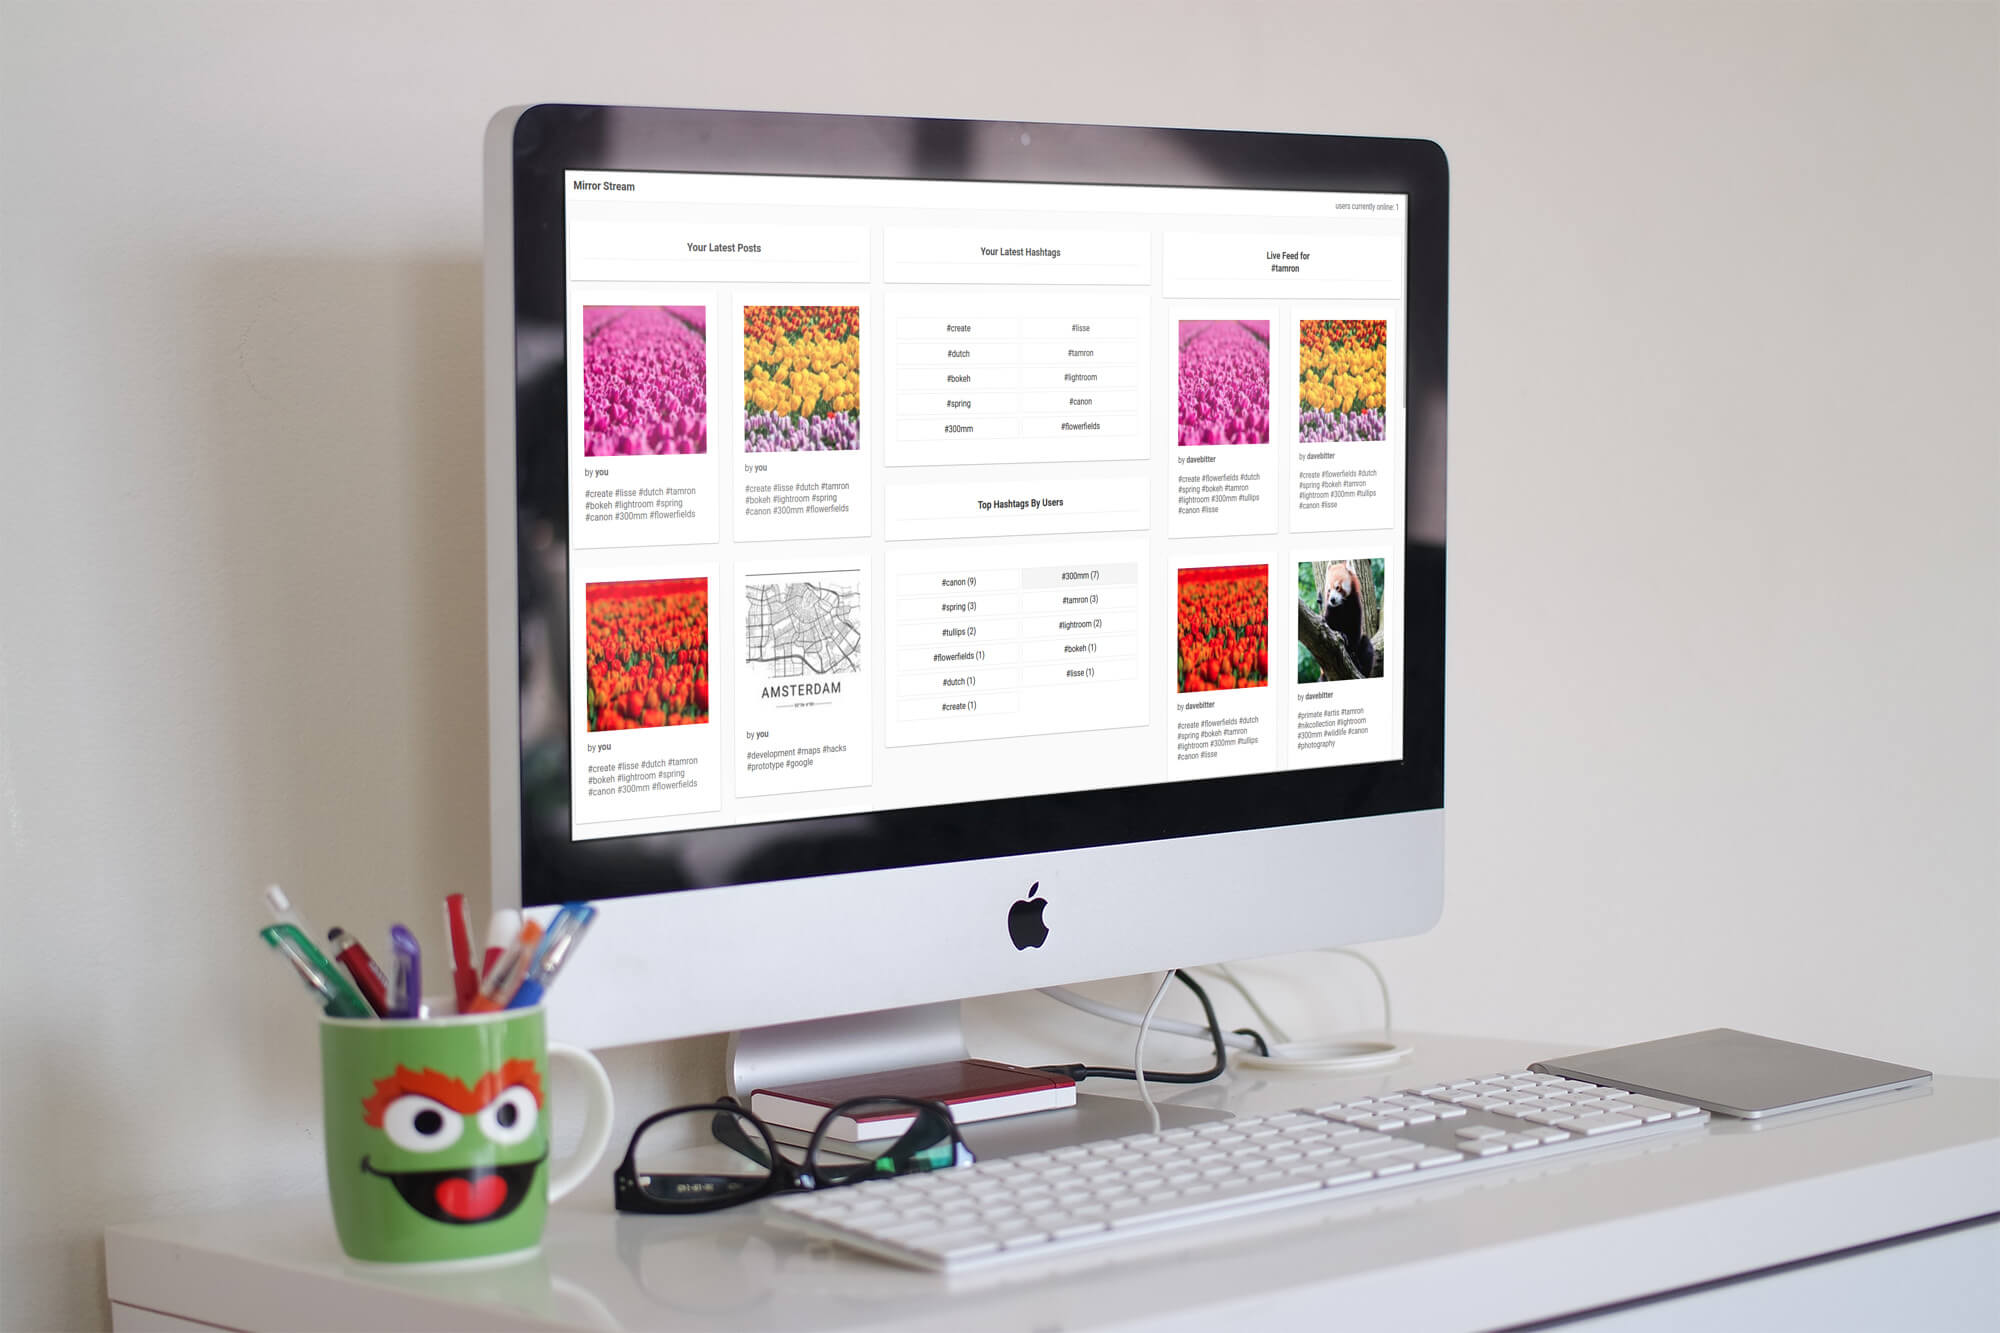 Mirror Stream
users currently online: 1
Your Latest Posts
by you
#create #lisse #dutch #tamron
#bokeh #lightroom #spring
#canon #300mm #flowerfields
by you
#create #lisse #dutch #tamron
#bokeh #lightroom #spring
#canon #300mm #flowerfields
by you
#create #lisse #dutch #tamron
#bokeh #lightroom #spring
#canon #300mm #flowerfields
AMSTERDAM
by you
#development #maps #hacks
#prototype #google
Your Latest Hashtags
#create #lisse
#dutch #tamron
#bokeh #lightroom
#spring #canon
#300mm #flowerfields
Top Hashtags By Users
#canon (9) #300mm (7)
#spring (3) #tamron (3)
#tullips (2) #lightroom (2)
#flowerfields (1) #bokeh (1)
#dutch (1) #lisse (1)
#create (1)
Live Feed for
#tamron
by davebitter
#create #flowerfields #dutch
#spring #bokeh #tamron
#lightroom #300mm #tullips
#canon #lisse
by davebitter
#create #flowerfields #dutch
#spring #bokeh #tamron
#lightroom #300mm #tullips
#canon #lisse
by davebitter
#create #flowerfields #dutch
#spring #bokeh #tamron
#lightroom #300mm #tullips
#canon #lisse
by davebitter
#primate #artis #tamron
#nikcollection #lightroom
#300mm #wildlife #canon
#photography